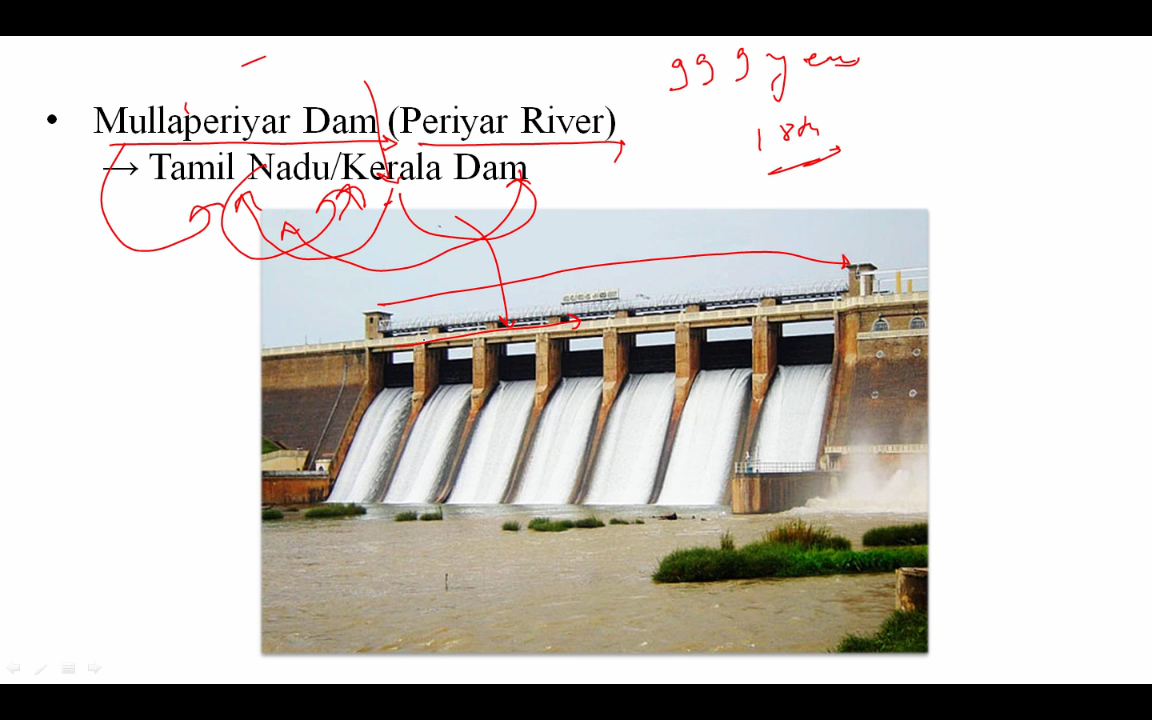 999 years
18th
• Mullaperiyar Dam (Periyar River)
→ Tamil Nadu/Kerala Dam